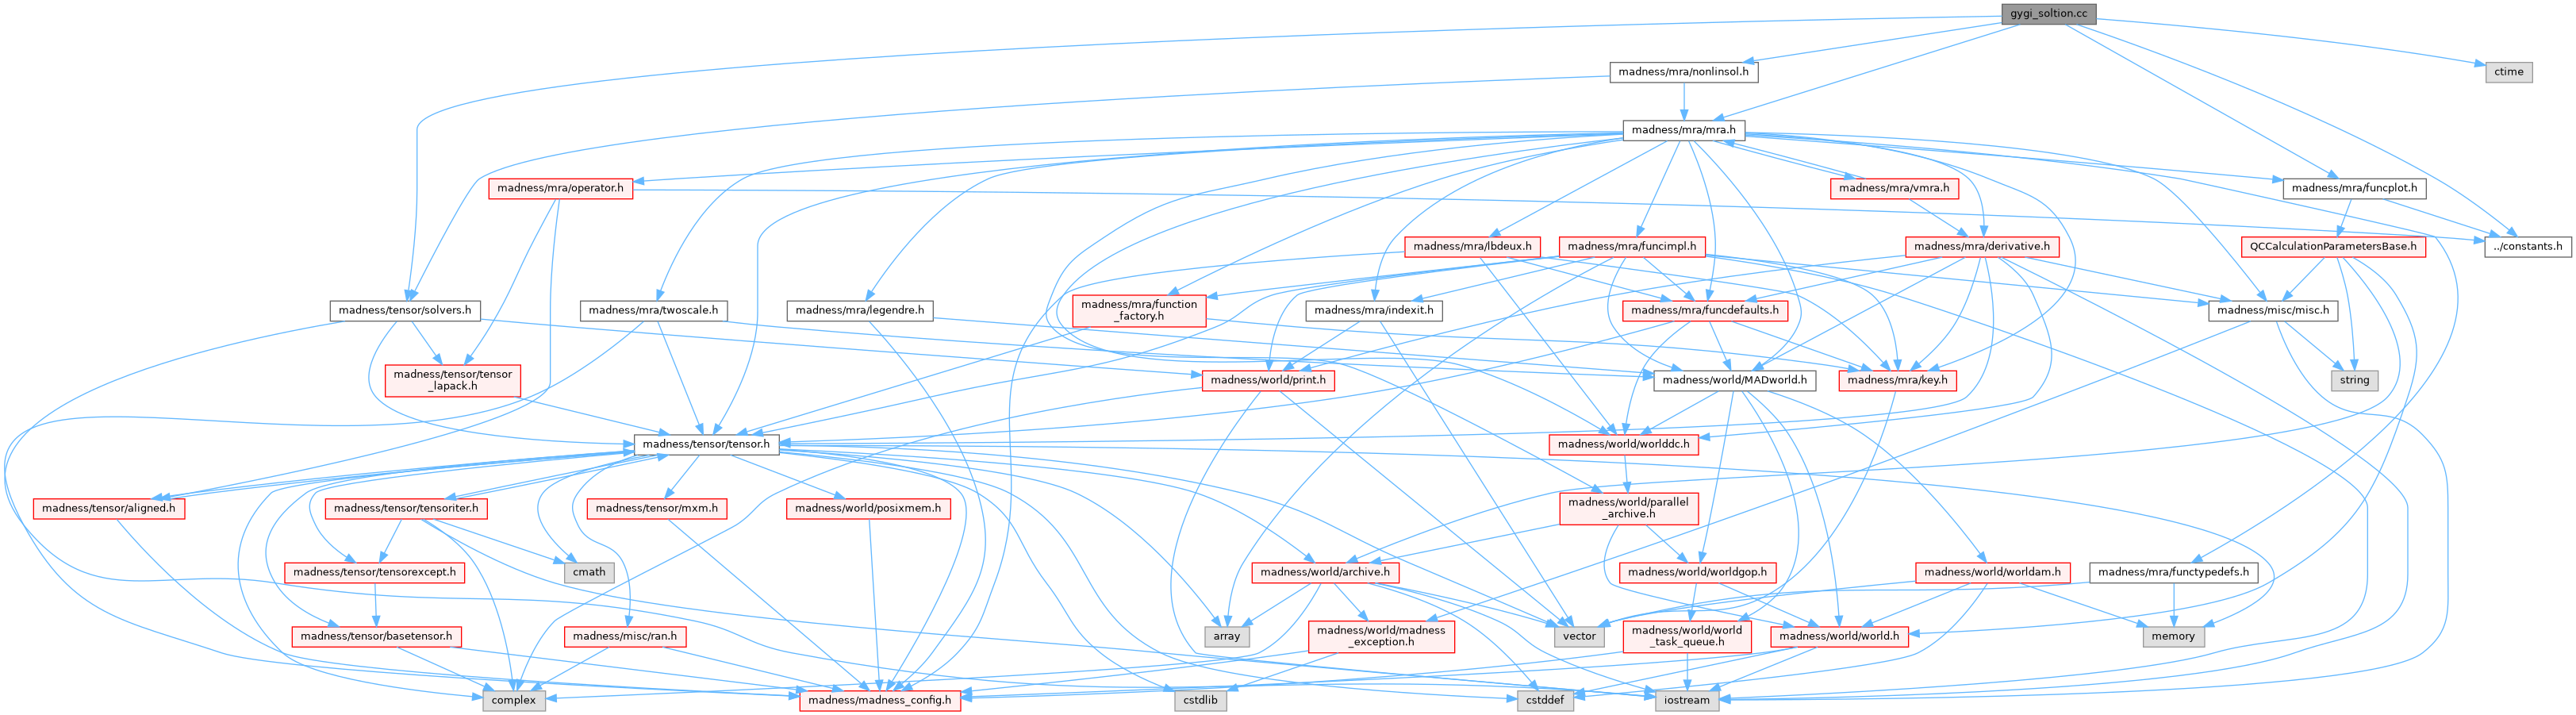 gygi_soltion.cc
madness/mra/nonlinsol.h
ctime
madness/mra/mra.h
madness/mra/operator.h
madness/mra/vmra.h
madness/mra/funcplot.h
madness/mra/lbdeux.h
madness/mra/funcimpl.h
madness/mra/derivative.h
QCCalculationParametersBase.h
../constants.h
madness/tensor/solvers.h
madness/mra/twoscale.h
madness/mra/legendre.h
madness/mra/function
_factory.h
madness/mra/indexit.h
madness/mra/funcdefaults.h
madness/misc/misc.h
madness/tensor/tensor
_lapack.h
madness/world/print.h
madness/world/MADworld.h
madness/mra/key.h
string
madness/tensor/tensor.h
madness/world/worlddc.h
madness/tensor/aligned.h
madness/tensor/tensoriter.h
madness/tensor/mxm.h
madness/world/posixmem.h
madness/world/parallel
_archive.h
madness/tensor/tensorexcept.h
cmath
madness/world/archive.h
madness/world/worldgop.h
madness/world/worldam.h
madness/mra/functypedefs.h
madness/tensor/basetensor.h
madness/misc/ran.h
array
madness/world/madness
_exception.h
vector
madness/world/world
_task_queue.h
madness/world/world.h
memory
complex
madness/madness_config.h
cstdlib
cstddef
iostream